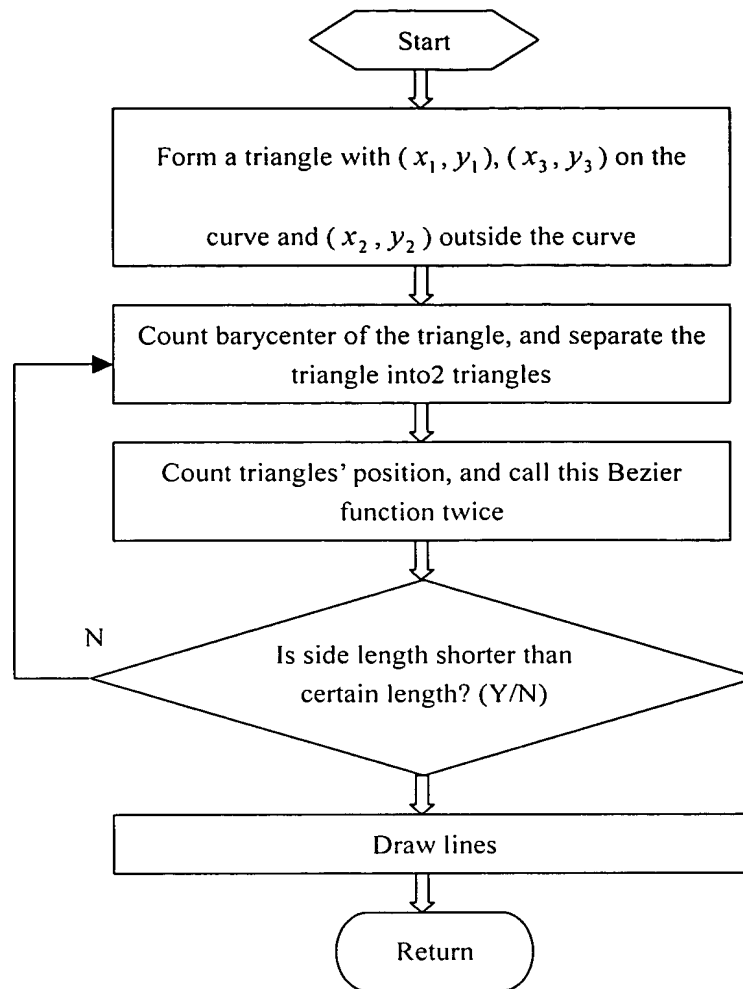 Start
Form a triangle with (x₁, y₁), (x₃, y₃) on the
curve and (x₂, y₂) outside the curve
Count barycenter of the triangle, and separate the
triangle into2 triangles
Count triangles' position, and call this Bezier
function twice
N
Is side length shorter than
certain length? (Y/N)
Draw lines
Return